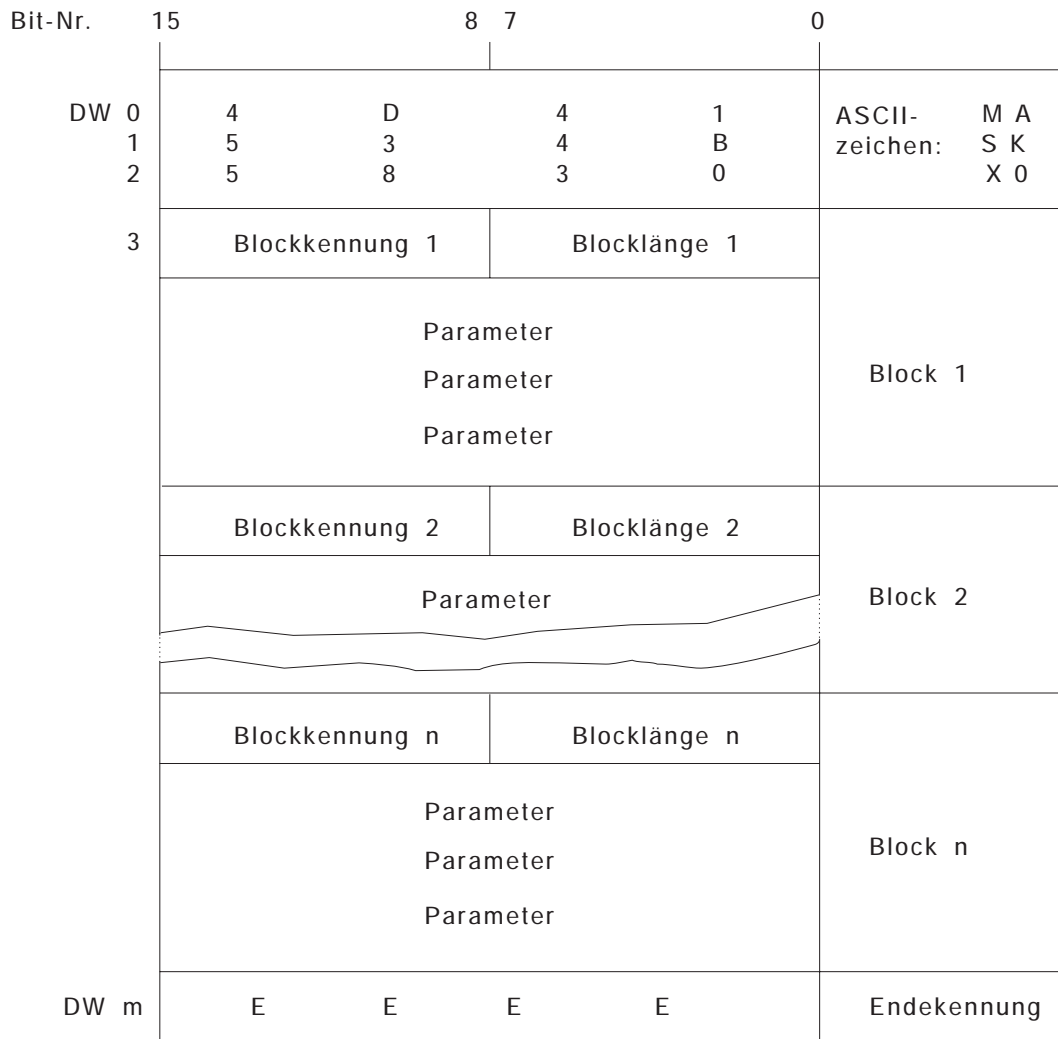 Bit-Nr. 15 8 7 0
DW 0 4 D 4 1 ASCII- M A
1 5 3 4 B zeichen: S K
2 5 8 3 0 X 0
3 Blockkennung 1 Blocklänge 1
Parameter
Block 1
Parameter
Parameter
Blockkennung 2 Blocklänge 2
Parameter Block 2
Blockkennung n Blocklänge n
Parameter
Block n
Parameter
Parameter
DW m E E E E Endekennung